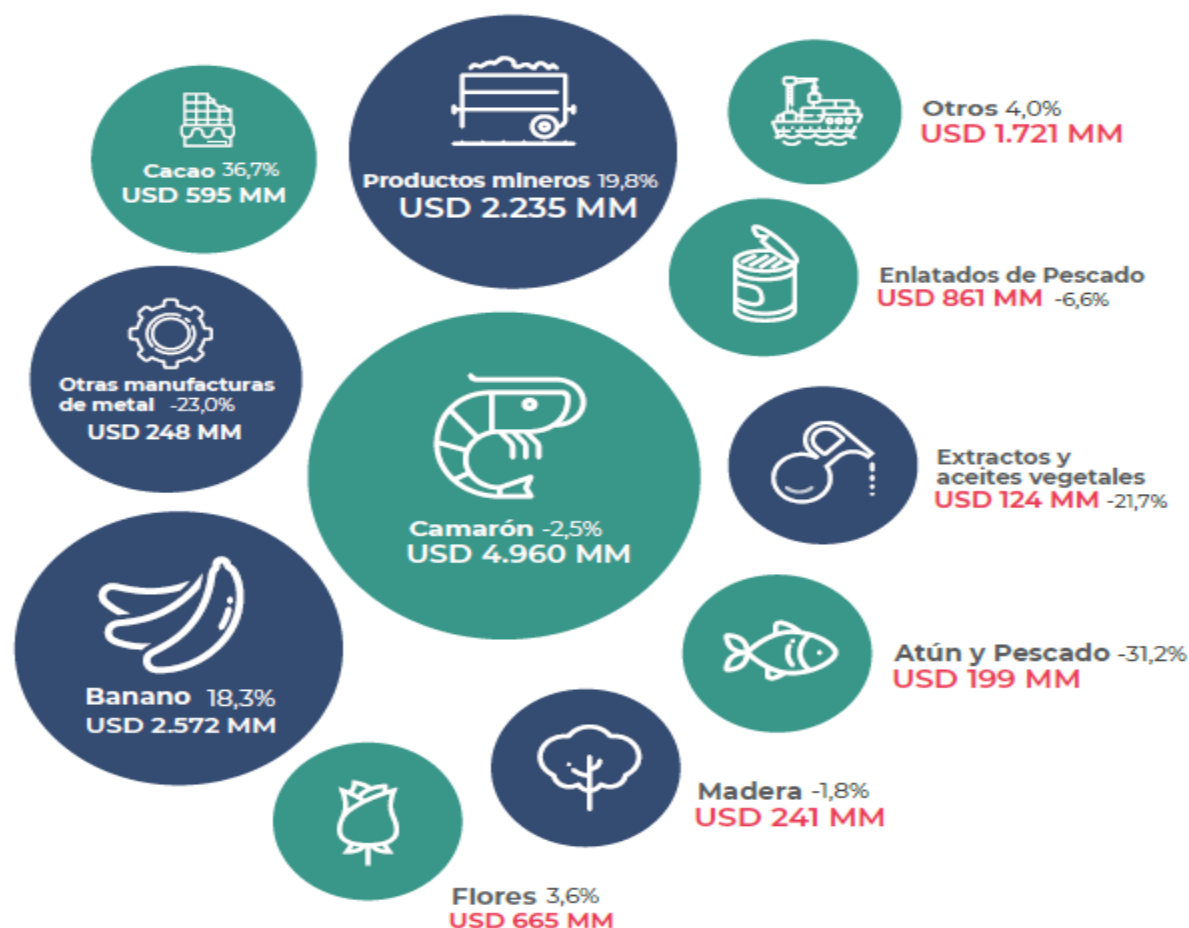 Cacao 36,7%
USD 595 MM
Productos mineros 19,8%
USD 2.235 MM
Otros 4,0%
USD 1.721 MM
Enlatados de Pescado
USD 861 MM -6,6%
Otras manufacturas
de metal -23,0%
USD 248 MM
Camarón -2,5%
USD 4.960 MM
Extractos y
aceites vegetales
USD 124 MM -21,7%
Banano 18,3%
USD 2.572 MM
Atún y Pescado -31,2%
USD 199 MM
Madera -1,8%
USD 241 MM
Flores 3,6%
USD 665 MM